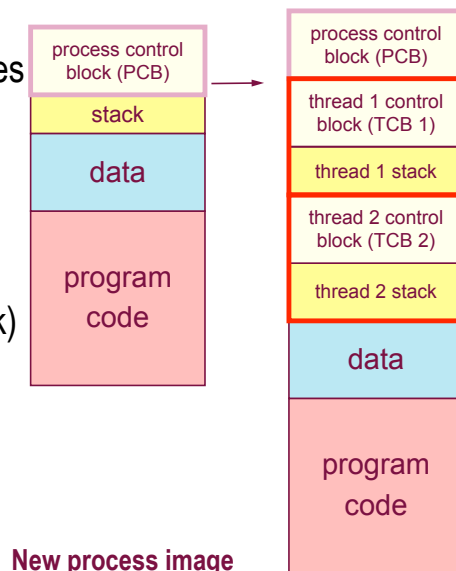 es
process control
block (PCB)
stack
data
program
code
k)
process control
block (PCB)
thread 1 control
block (TCB 1)
thread 1 stack
thread 2 control
block (TCB 2)
thread 2 stack
data
program
code
New process image